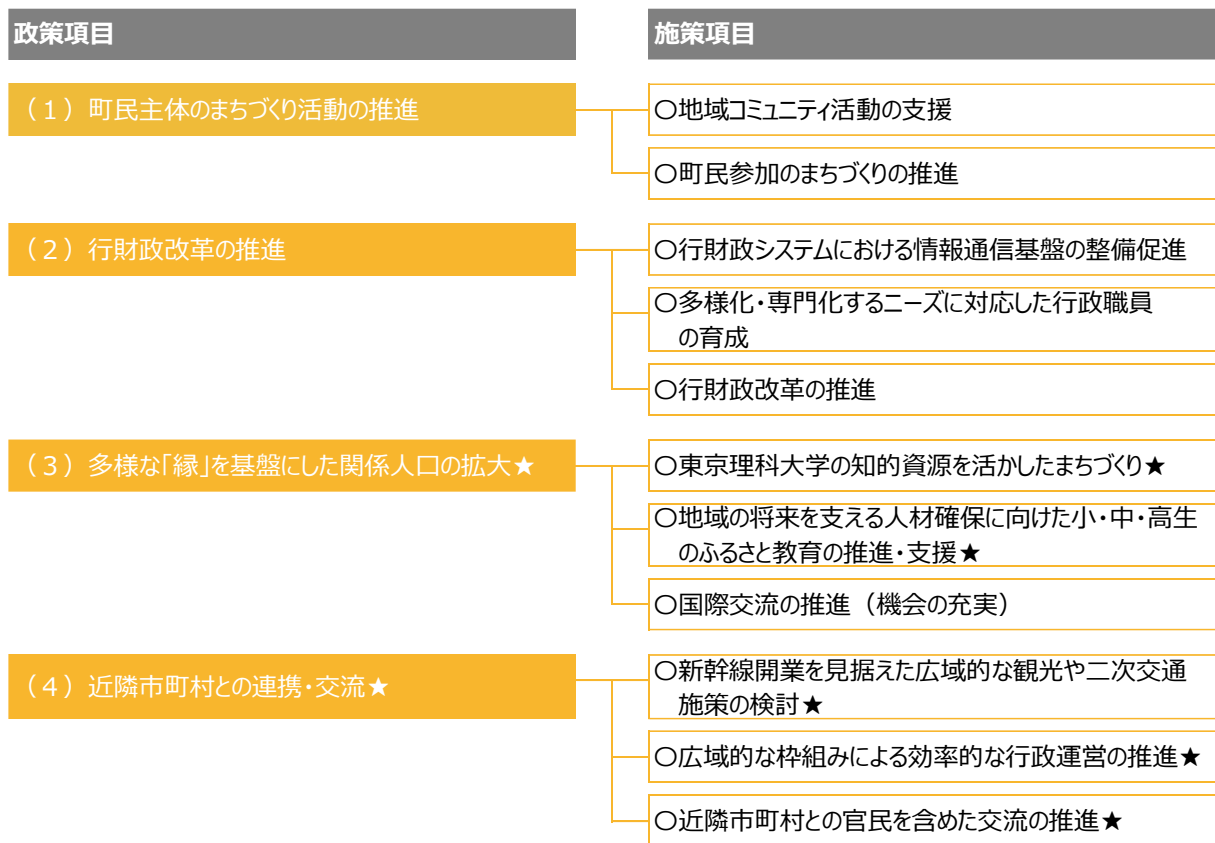 政策項目
施策項目
（１）町民主体のまちづくり活動の推進
〇地域コミュニティ活動の支援
〇町民参加のまちづくりの推進
（２）行財政改革の推進
〇行財政システムにおける情報通信基盤の整備促進
〇多様化・専門化するニーズに対応した行政職員
の育成
〇行財政改革の推進
（３）多様な「縁」を基盤にした関係人口の拡大★
〇東京理科大学の知的資源を活かしたまちづくり★
〇地域の将来を支える人材確保に向けた小・中・高生
のふるさと教育の推進・支援★
〇国際交流の推進（機会の充実）
（４）近隣市町村との連携・交流★
〇新幹線開業を見据えた広域的な観光や二次交通
施策の検討★
〇広域的な枠組みによる効率的な行政運営の推進★
〇近隣市町村との官民を含めた交流の推進★